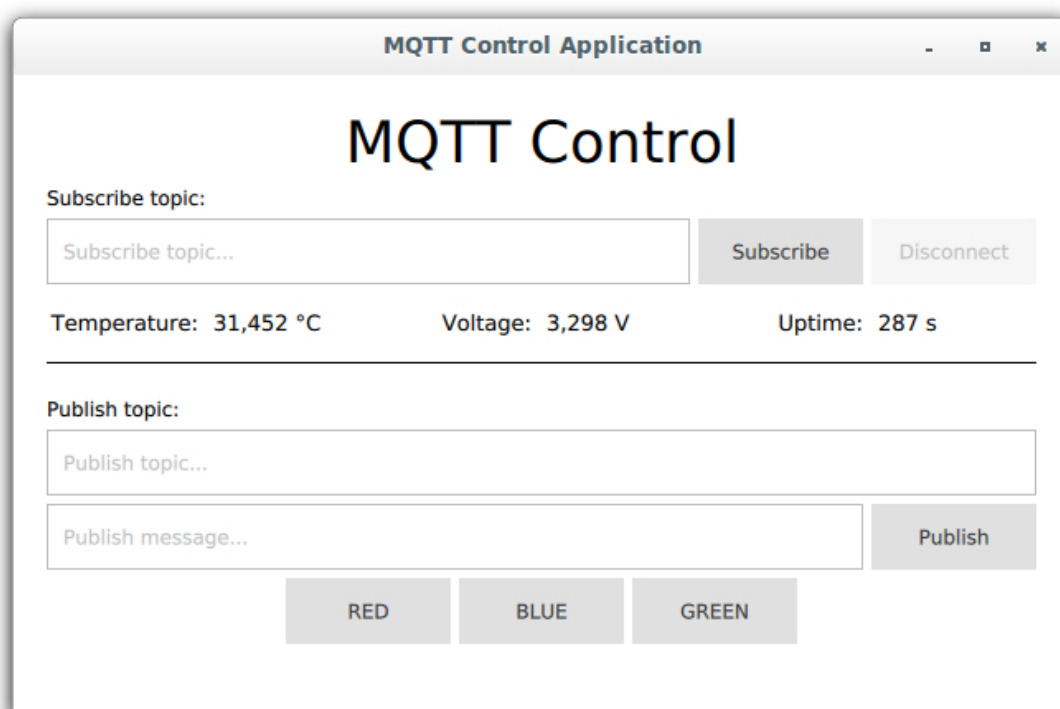 MQTT Control Application
MQTT Control
Subscribe topic:
Subscribe topic... Subscribe Disconnect
Temperature: 31,452 °C Voltage: 3,298 V Uptime: 287 s
Publish topic:
Publish topic...
Publish message... Publish
RED BLUE GREEN